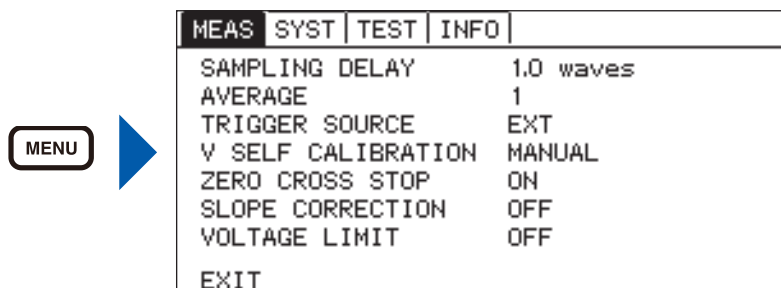 MENU
MEAS SYST TEST INFO
SAMPLING DELAY 1.0 waves
AVERAGE 1
TRIGGER SOURCE EXT
V SELF CALIBRATION MANUAL
ZERO CROSS STOP ON
SLOPE CORRECTION OFF
VOLTAGE LIMIT OFF
EXIT